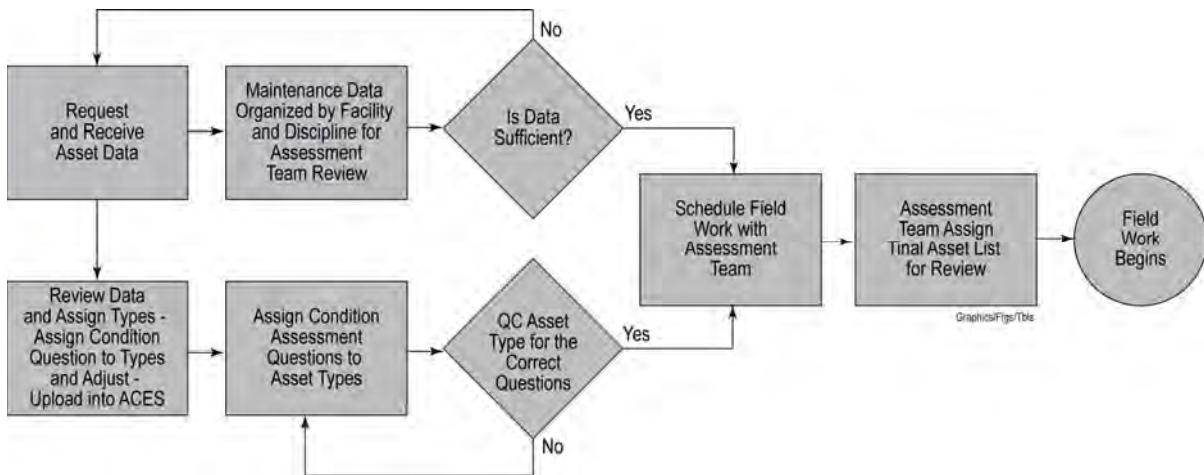 No
Request
and Receive
Asset Data
Maintenance Data
Organized by Facility
and Discipline for
Assessment
Team Review
Is Data
Sufficient?
Yes
Schedule Field
Work with
Assessment
Team
Assessment
Team Assign
Tinal Asset List
for Review
Field
Work
Begins
Graphics/Figs/Tbls
Review Data
and Assign Types -
Assign Condition
Question to Types
and Adjust -
Upload into ACES
Assign Condition
Assessment
Questions to
Asset Types
QC Asset
Type for the
Correct
Questions
Yes
No